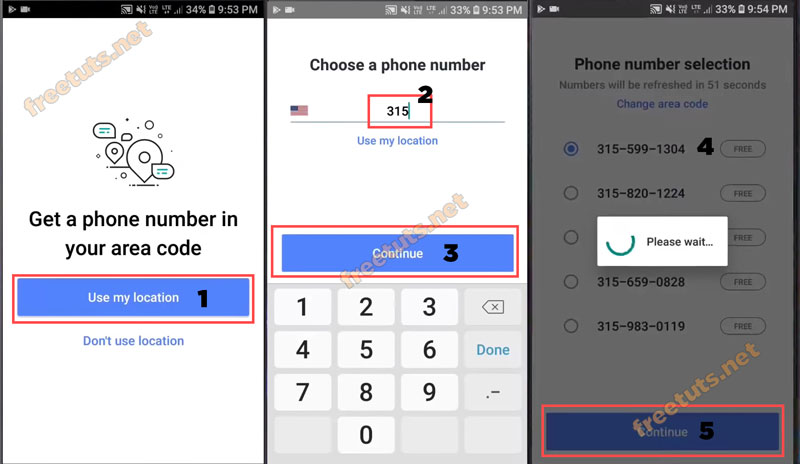 34% 9:53 PM
freetuts.net
Get a phone number in
your area code
Use my location 1
Don't use location
33% 9:53 PM
Choose a phone number
2
315
Use my location
freetuts.net
Continue 3
1 2 3
4 5 6 Done
7 8 9 .-
0
33% 9:54 PM
Phone number selection
Numbers will be refreshed in 51 seconds
Change area code
315-599-1304 4 FREE
315-820-1224 FREE
Please wait...
FREE
315-659-0828 FREE
315-983-0119 FREE
freetuts.net
Continue 5